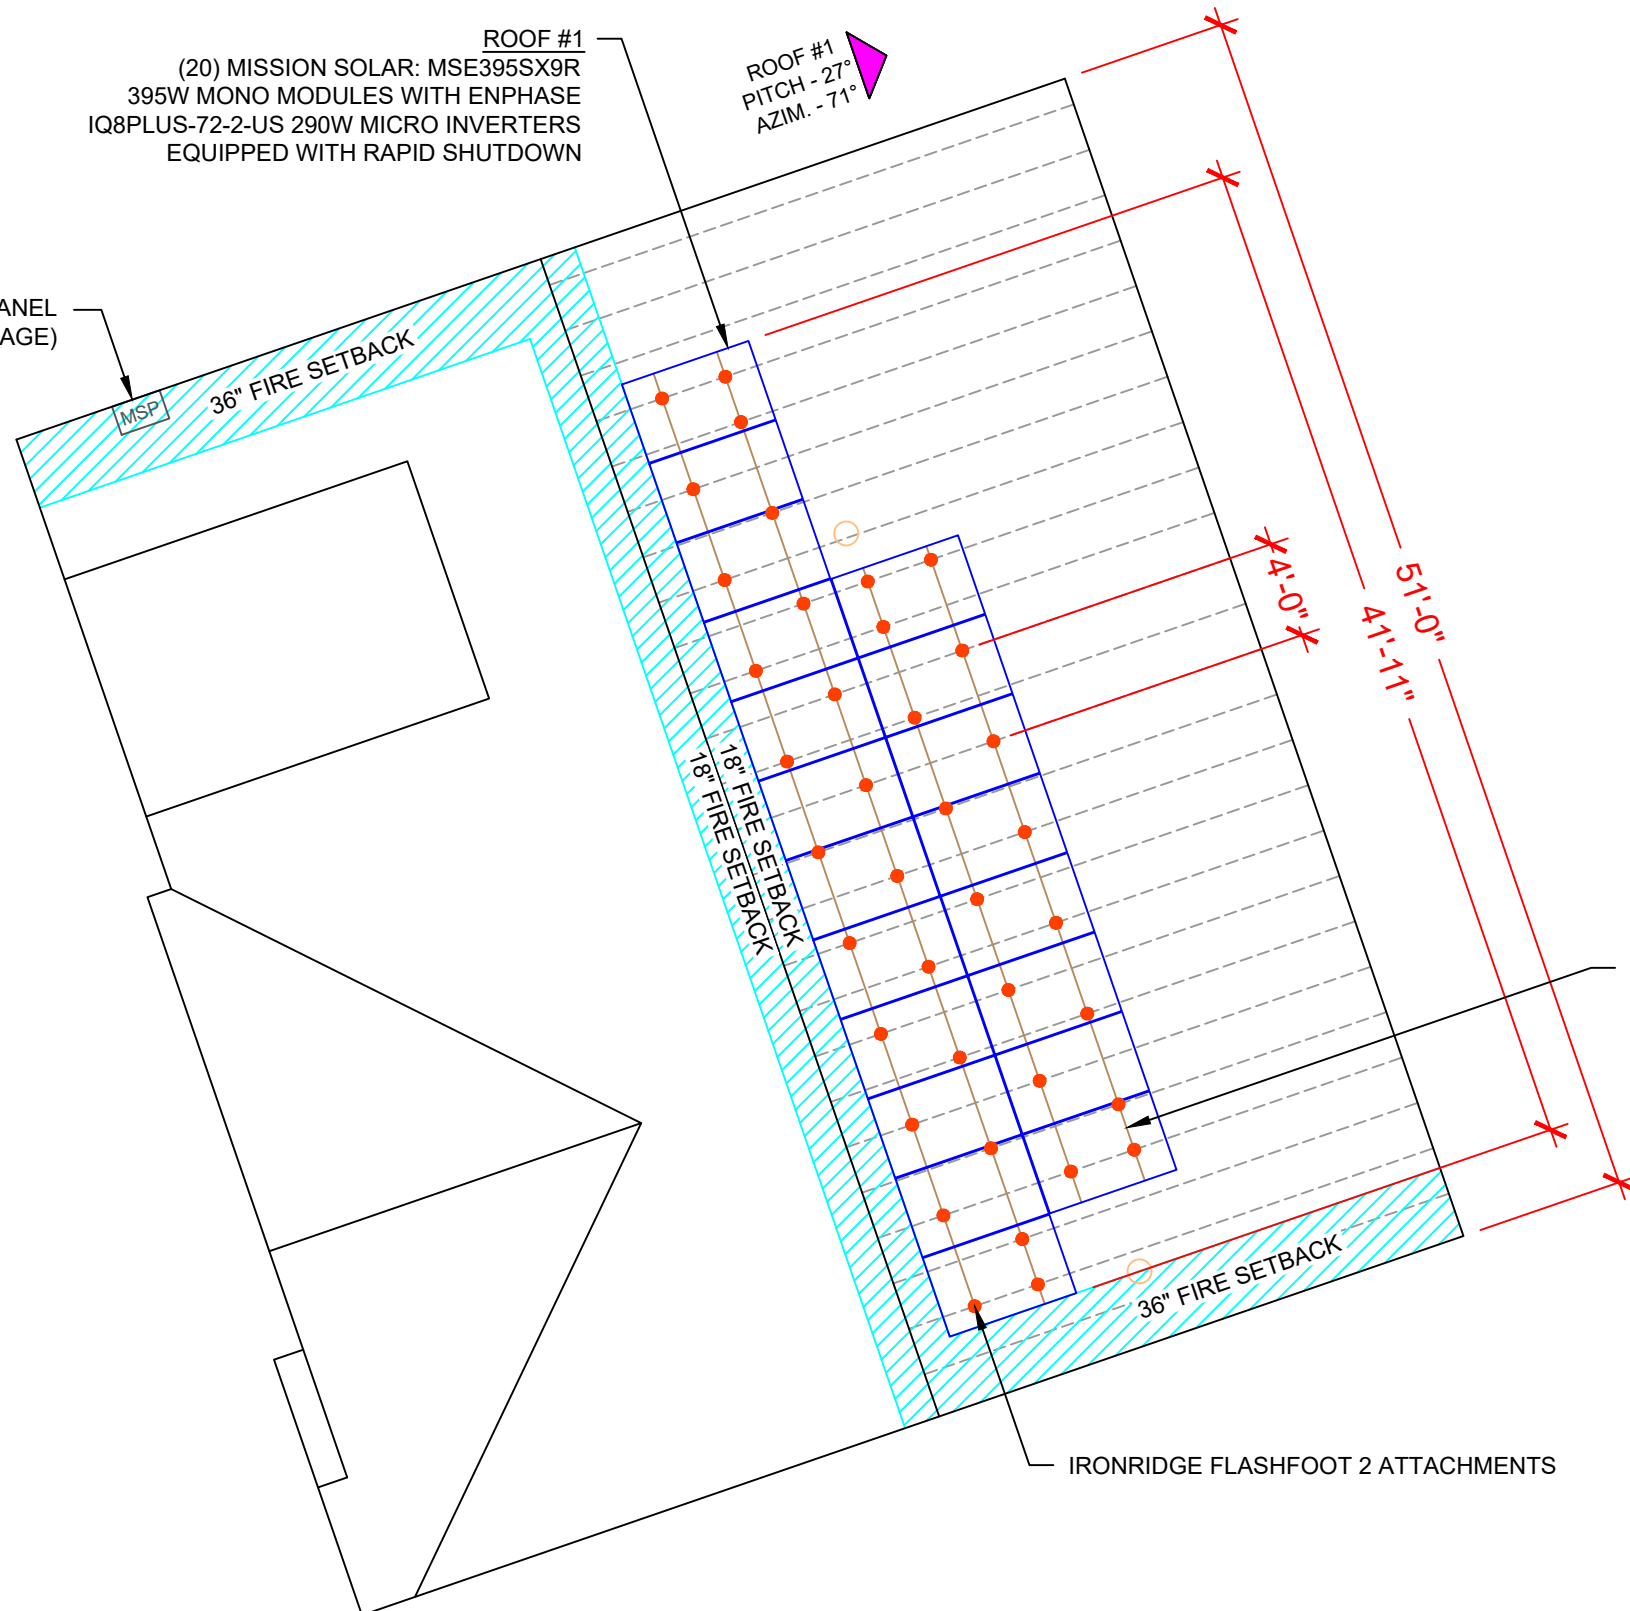 ROOF #1
(20) MISSION SOLAR: MSE395SX9R
395W MONO MODULES WITH ENPHASE
IQ8PLUS-72-2-US 290W MICRO INVERTERS
EQUIPPED WITH RAPID SHUTDOWN
ROOF #1
PITCH - 27°
AZIM. - 71°
ANEL
AGE)
MSP
36" FIRE SETBACK
18" FIRE SETBACK
18" FIRE SETBACK
4'-0"
51'-0"
41'-11"
36" FIRE SETBACK
IRONRIDGE FLASHFOOT 2 ATTACHMENTS